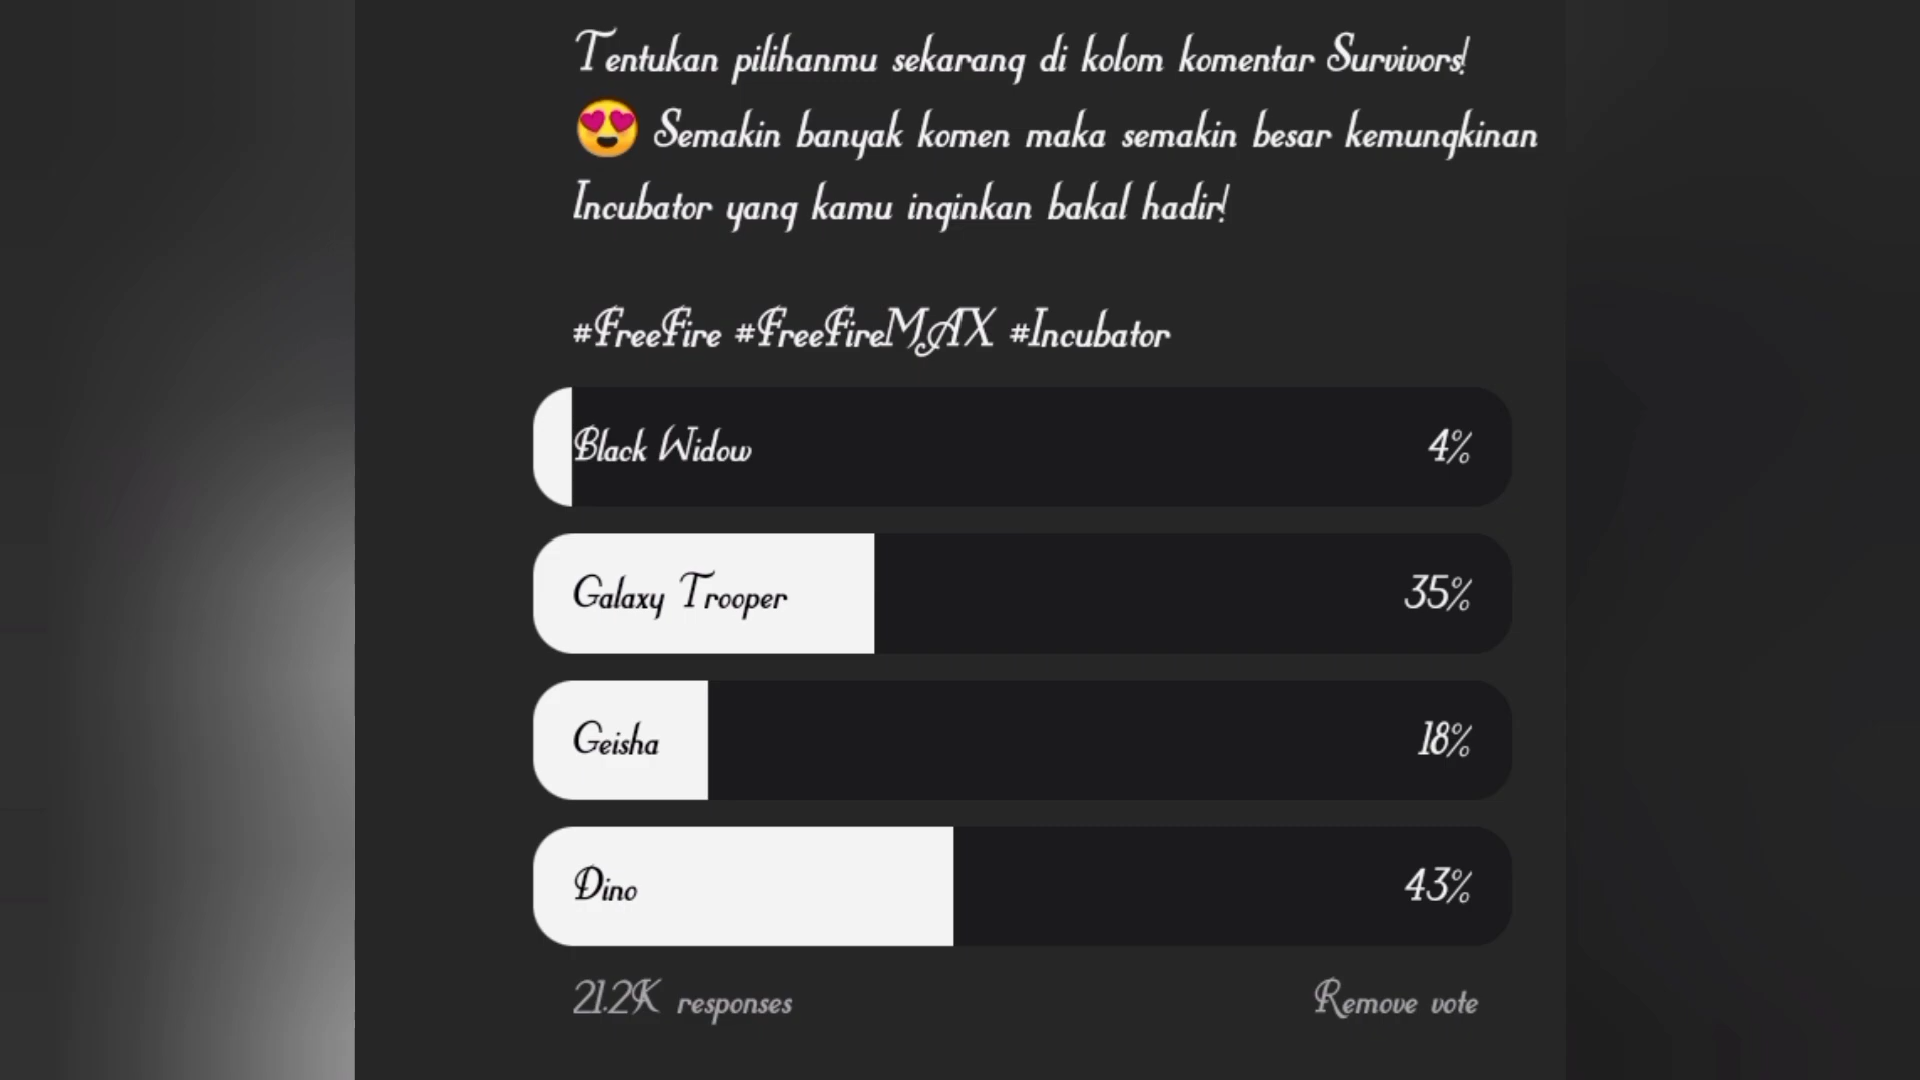 Tentukan pilihanmu sekarang di kolom komentar Survivors!
😍 Semakin banyak komen maka semakin besar kemungkinan
Incubator yang kamu inginkan bakal hadir!
#FreeFire #FreeFireMAX #Incubator
Black Widow 4%
Galaxy Trooper 35%
Geisha 18%
Dino 43%
21.2K responses Remove vote